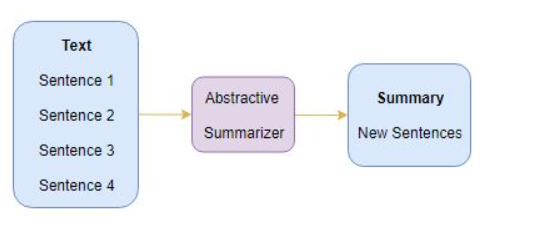 Text
Sentence 1
Sentence 2
Sentence 3
Sentence 4
Abstractive
Summarizer
Summary
New Sentences